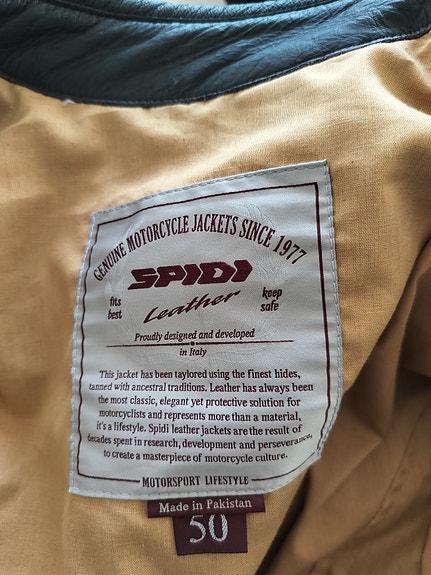 GENUINE MOTORCYCLE JACKETS SINCE 1977
SPIDI
fits best
Leather
keep safe
Proudly designed and developed
in Italy
This jacket has been taylored using the finest hides,
tanned with ancestral traditions. Leather has always been
the most classic, elegant yet protective solution for
motorcyclists and represents more than a material,
it's a lifestyle. Spidi leather jackets are the result of
decades spent in research, development and perseverance,
to create a masterpiece of motorcycle culture.
MOTORSPORT LIFESTYLE
Made in Pakistan
50